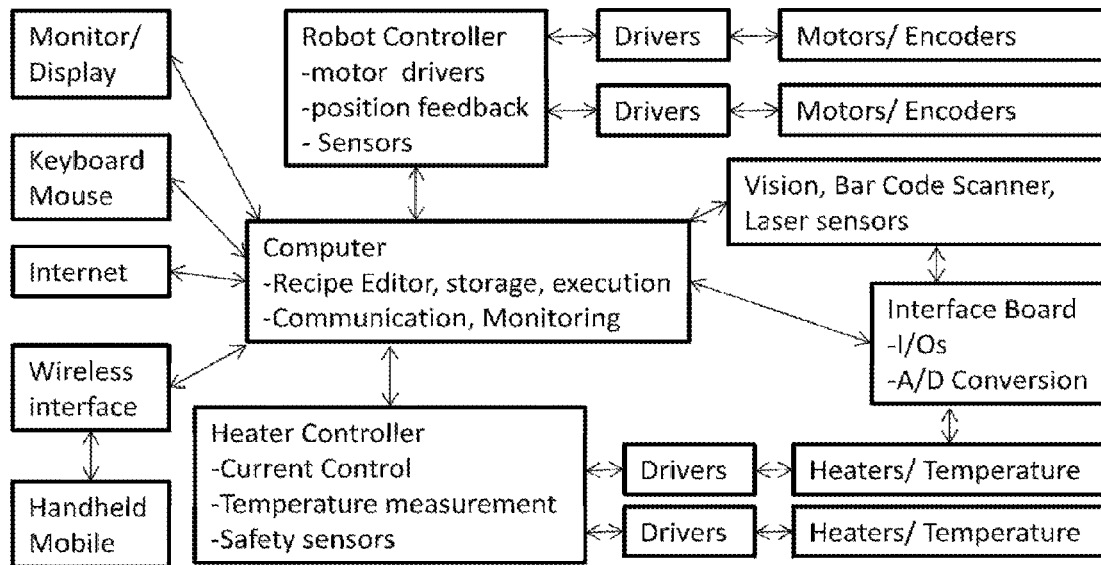 Monitor/
Display
Robot Controller
-motor drivers
-position feedback
- Sensors
Drivers
Motors/ Encoders
Drivers
Motors/ Encoders
Keyboard
Mouse
Vision, Bar Code Scanner,
Laser sensors
Internet
Computer
-Recipe Editor, storage, execution
-Communication, Monitoring
Interface Board
-I/Os
-A/D Conversion
Wireless
interface
Heater Controller
-Current Control
-Temperature measurement
-Safety sensors
Drivers
Heaters/ Temperature
Drivers
Heaters/ Temperature
Handheld
Mobile